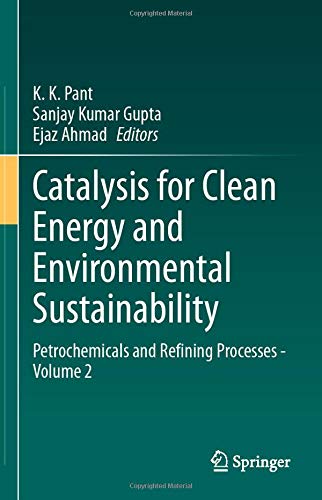 K. K. Pant
Sanjay Kumar Gupta
Ejaz Ahmad Editors
Catalysis for Clean
Energy and
Environmental
Sustainability
Petrochemicals and Refining Processes -
Volume 2
Springer